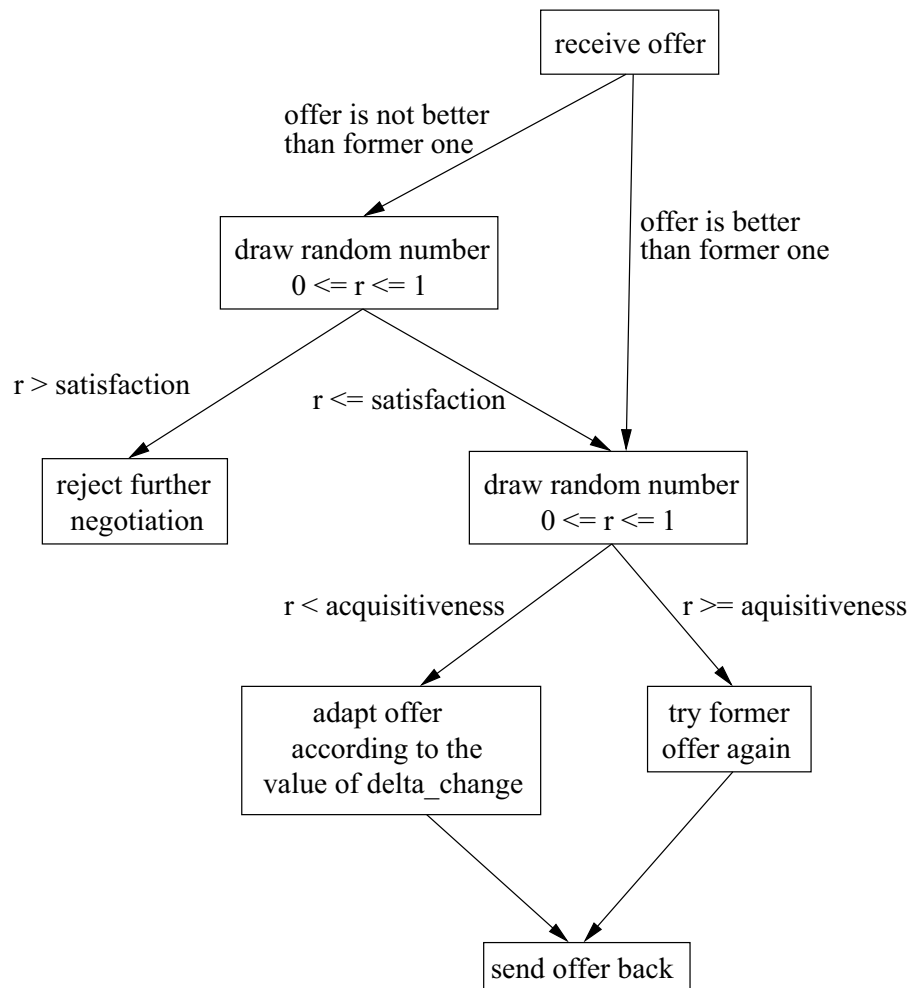 receive offer
offer is not better
than former one
offer is better
than former one
draw random number
0 <= r <= 1
r > satisfaction
r <= satisfaction
reject further
negotiation
draw random number
0 <= r <= 1
r < acquisitiveness
r >= aquisitiveness
adapt offer
according to the
value of delta_change
try former
offer again
send offer back